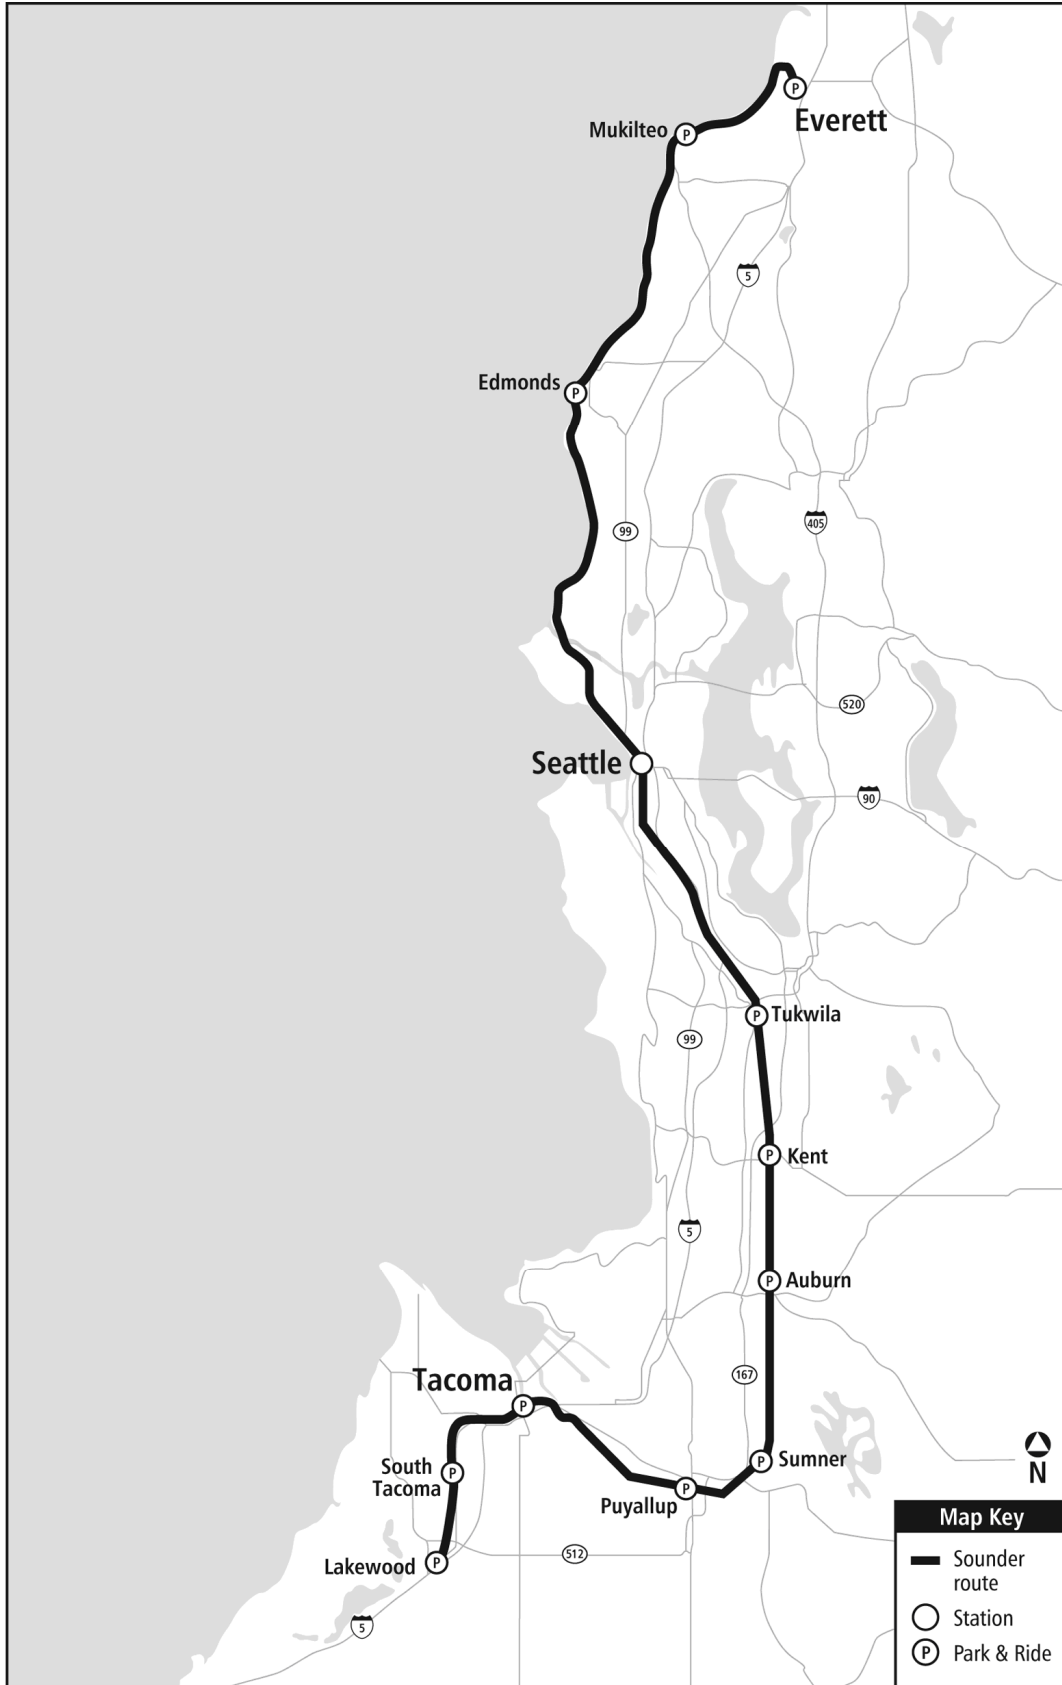 P
Everett
Mukilteo P
5
Edmonds P
99
405
520
Seattle
90
P Tukwila
99
P Kent
5
P Auburn
167
Tacoma
P
South
Tacoma P
P Sumner
Puyallup P
N
Lakewood P
512
5
Map Key
Sounder
route
Station
P Park & Ride